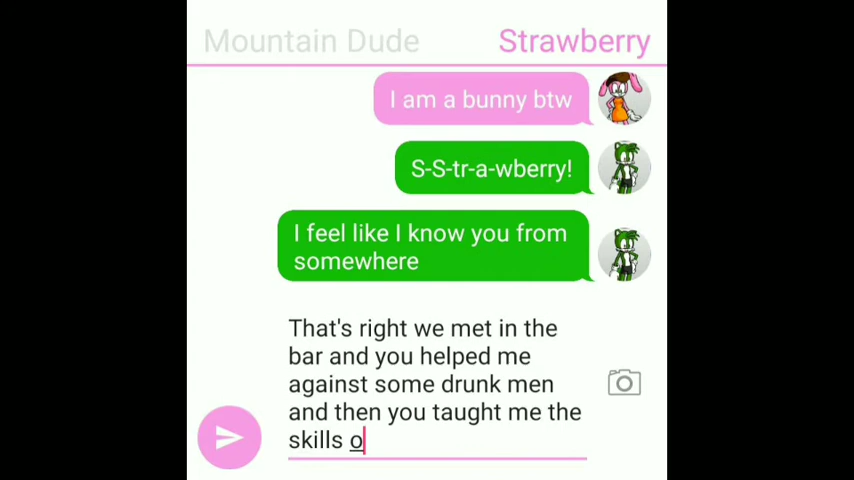 Mountain Dude Strawberry
I am a bunny btw
S-S-tr-a-wberry!
I feel like I know you from
somewhere
That's right we met in the
bar and you helped me
against some drunk men
and then you taught me the
skills o